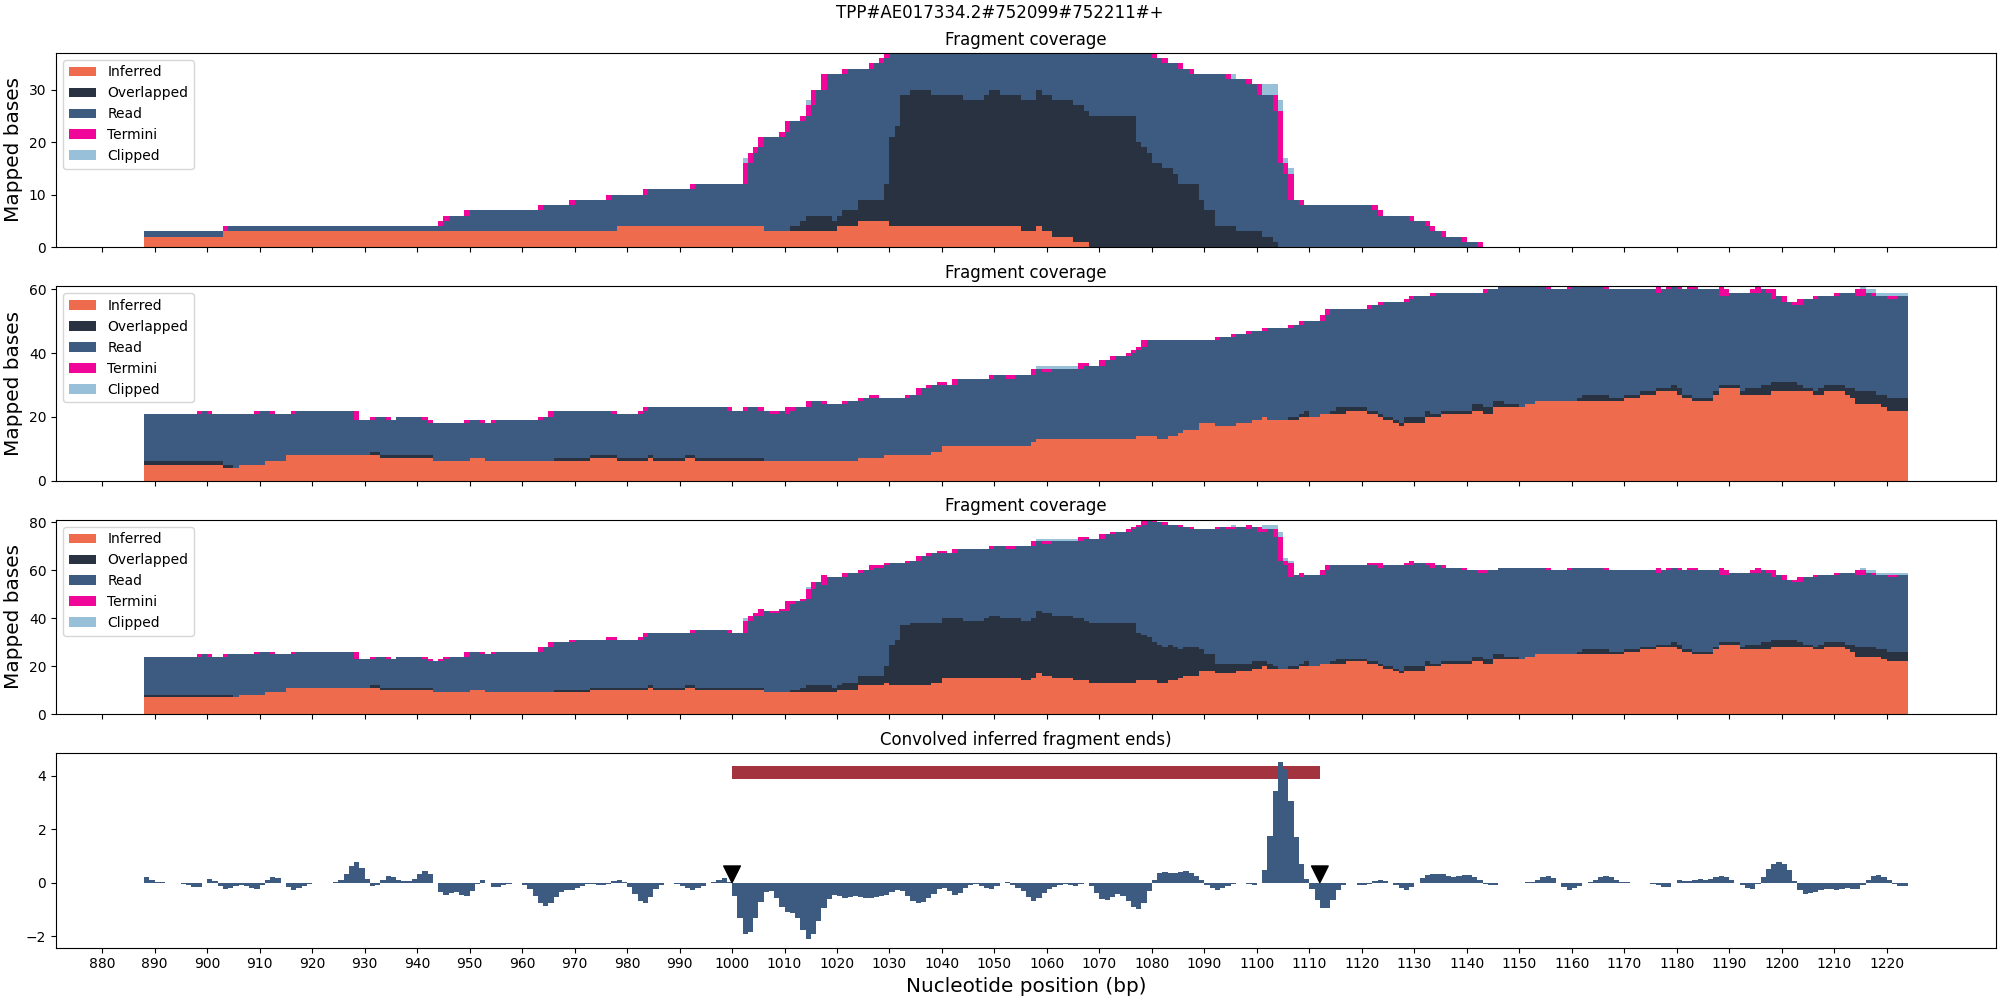 TPP#AE017334.2#752099#752211#+
Fragment coverage
Mapped bases
30
20
10
0
Inferred
Overlapped
Read
Termini
Clipped
Fragment coverage
Mapped bases
60
40
20
0
Inferred
Overlapped
Read
Termini
Clipped
Fragment coverage
Mapped bases
80
60
40
20
0
Inferred
Overlapped
Read
Termini
Clipped
Convolved inferred fragment ends)
4
2
0
−2
880 890 900 910 920 930 940 950 960 970 980 990 1000 1010 1020 1030 1040 1050 1060 1070 1080 1090 1100 1110 1120 1130 1140 1150 1160 1170 1180 1190 1200 1210 1220
Nucleotide position (bp)